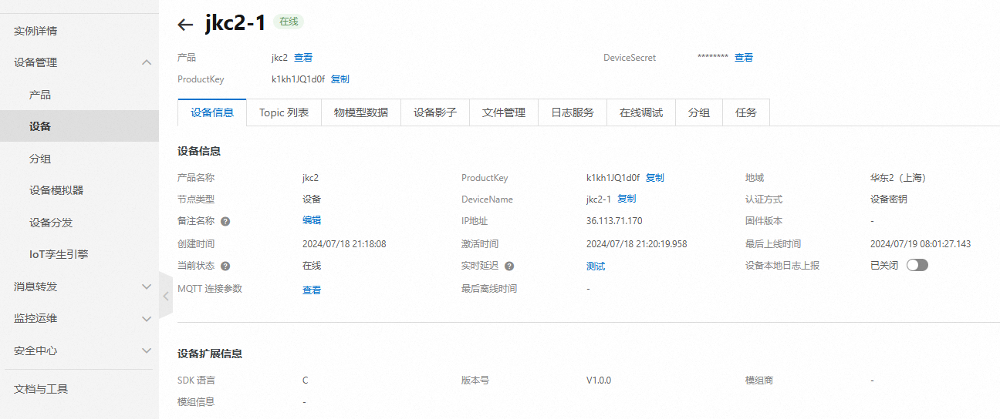 实例详情
设备管理
产品
设备
分组
设备模拟器
设备分发
IoT孪生引擎
消息转发
监控运维
安全中心
文档与工具
jkc2-1 在线
产品 jkc2 查看 DeviceSecret ******** 查看
ProductKey k1kh1JQ1d0f 复制
设备信息 Topic 列表 物模型数据 设备影子 文件管理 日志服务 在线调试 分组 任务
设备信息
产品名称 jkc2 ProductKey k1kh1JQ1d0f 复制 地域 华东2（上海）
节点类型 设备 DeviceName jkc2-1 复制 认证方式 设备密钥
备注名称 ? 编辑 IP地址 36.113.71.170 固件版本 -
创建时间 2024/07/18 21:18:08 激活时间 2024/07/18 21:20:19.958 最后上线时间 2024/07/19 08:01:27.143
当前状态 ? 在线 实时延迟 ? 测试 设备本地日志上报 已关闭
MQTT 连接参数 查看 最后离线时间 -
设备扩展信息
SDK 语言 C 版本号 V1.0.0 模组商 -
模组信息 -